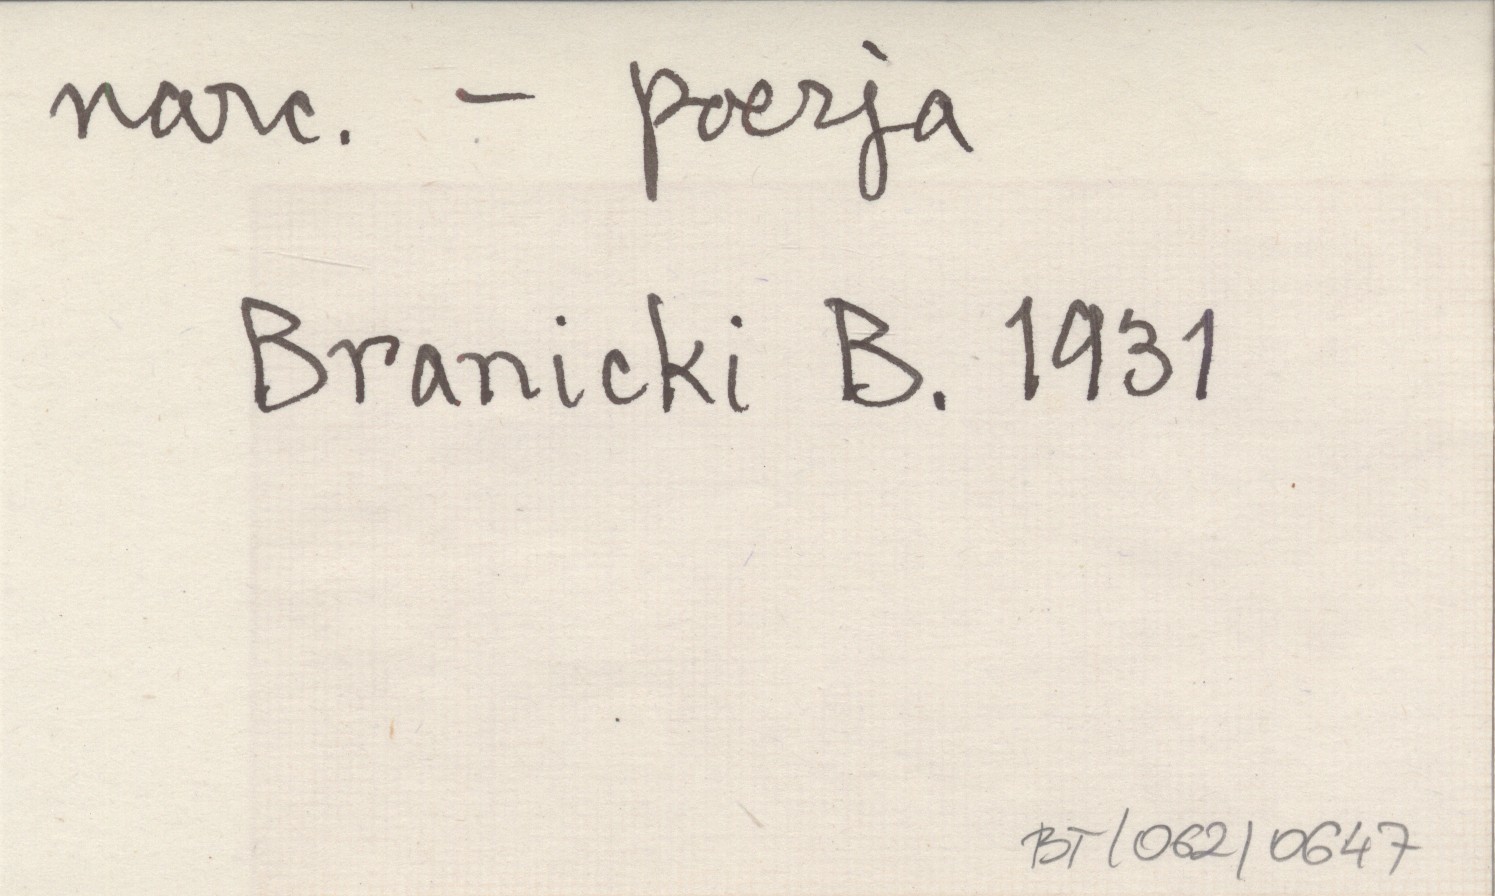 narc. – poezja
Branicki B. 1931
BT/062/0647